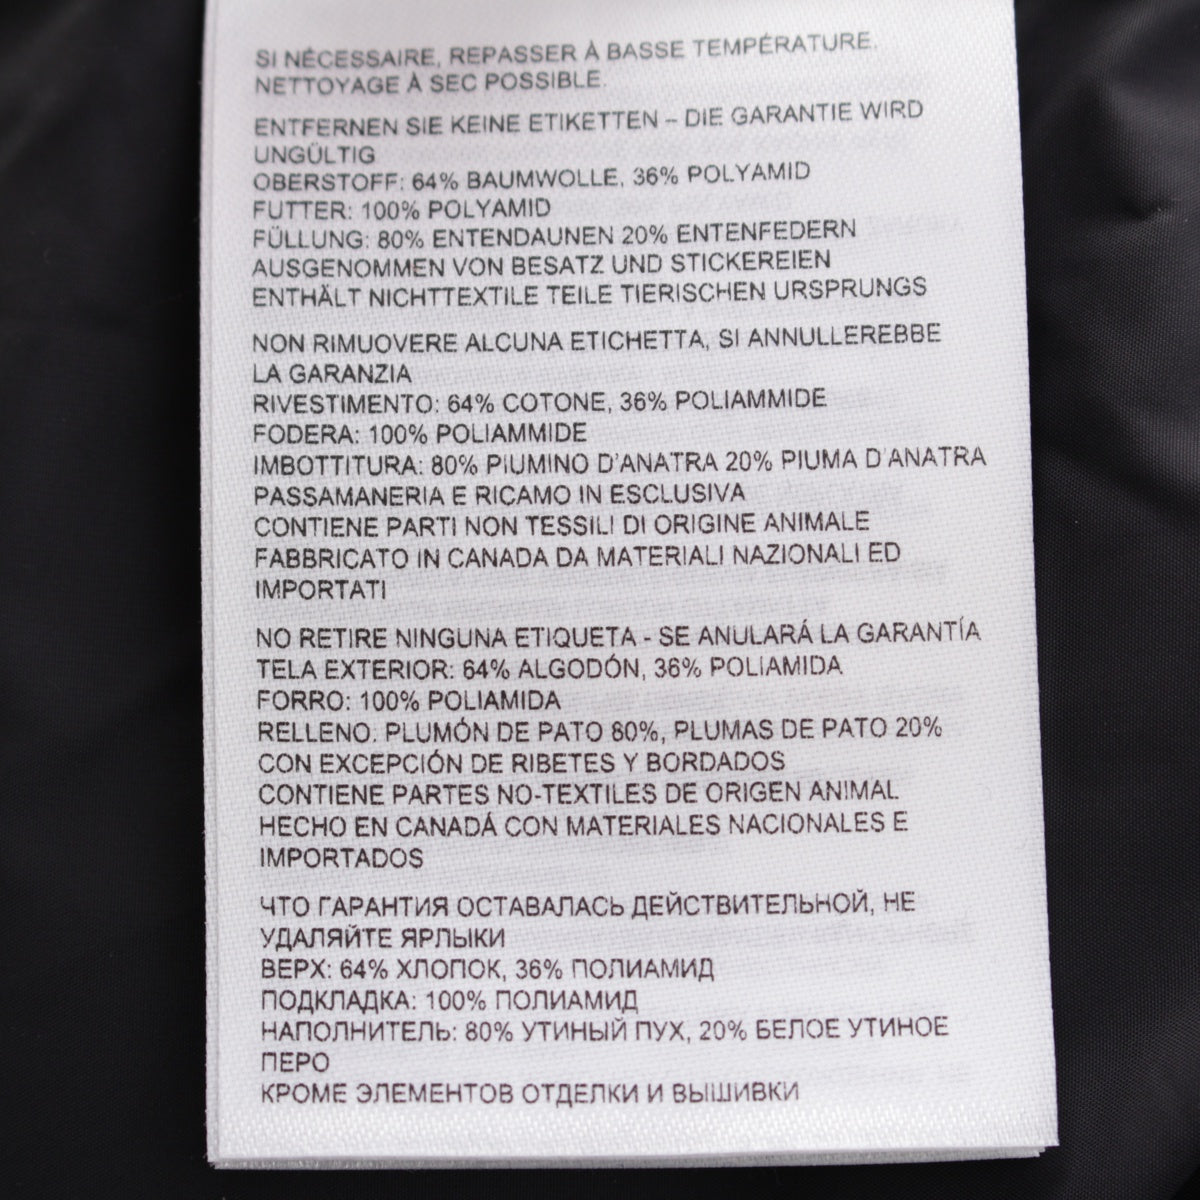 SI NÉCESSAIRE, REPASSER À BASSE TEMPÉRATURE.
NETTOYAGE À SEC POSSIBLE.
ENTFERNEN SIE KEINE ETIKETTEN – DIE GARANTIE WIRD
UNGÜLTIG
OBERSTOFF: 64% BAUMWOLLE, 36% POLYAMID
FUTTER: 100% POLYAMID
FÜLLUNG: 80% ENTENDAUNEN 20% ENTENFEDERN
AUSGENOMMEN VON BESATZ UND STICKEREIEN
ENTHÄLT NICHTTEXTILE TEILE TIERISCHEN URSPRUNGS
NON RIMUOVERE ALCUNA ETICHETTA, SI ANNULLEREBBE
LA GARANZIA
RIVESTIMENTO: 64% COTONE, 36% POLIAMMIDE
FODERA: 100% POLIAMMIDE
IMBOTTITURA: 80% PIUMINO D'ANATRA 20% PIUMA D'ANATRA
PASSAMANERIA E RICAMO IN ESCLUSIVA
CONTIENE PARTI NON TESSILI DI ORIGINE ANIMALE
FABBRICATO IN CANADA DA MATERIALI NAZIONALI ED
IMPORTATI
NO RETIRE NINGUNA ETIQUETA - SE ANULARÁ LA GARANTÍA
TELA EXTERIOR: 64% ALGODÓN, 36% POLIAMIDA
FORRO: 100% POLIAMIDA
RELLENO: PLUMÓN DE PATO 80%, PLUMAS DE PATO 20%
CON EXCEPCIÓN DE RIBETES Y BORDADOS
CONTIENE PARTES NO-TEXTILES DE ORIGEN ANIMAL
HECHO EN CANADÁ CON MATERIALES NACIONALES E
IMPORTADOS
ЧТО ГАРАНТИЯ ОСТАВАЛАСЬ ДЕЙСТВИТЕЛЬНОЙ, НЕ
УДАЛЯЙТЕ ЯРЛЫКИ
ВЕРХ: 64% ХЛОПОК, 36% ПОЛИАМИД
ПОДКЛАДКА: 100% ПОЛИАМИД
НАПОЛНИТЕЛЬ: 80% УТИНЫЙ ПУХ, 20% БЕЛОЕ УТИНОЕ
ПЕРО
КРОМЕ ЭЛЕМЕНТОВ ОТДЕЛКИ И ВЫШИВКИ